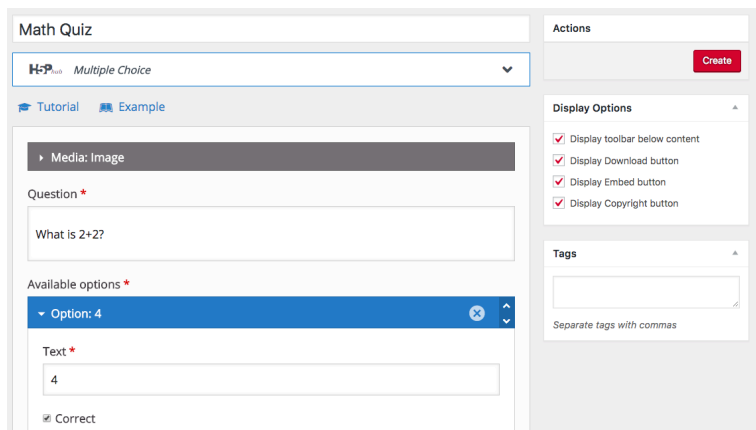 Math Quiz
H5P hub Multiple Choice
Tutorial Example
Media: Image
Question *
What is 2+2?
Available options *
Option: 4
Text *
4
Correct
Actions
Create
Display Options
Display toolbar below content
Display Download button
Display Embed button
Display Copyright button
Tags
Separate tags with commas